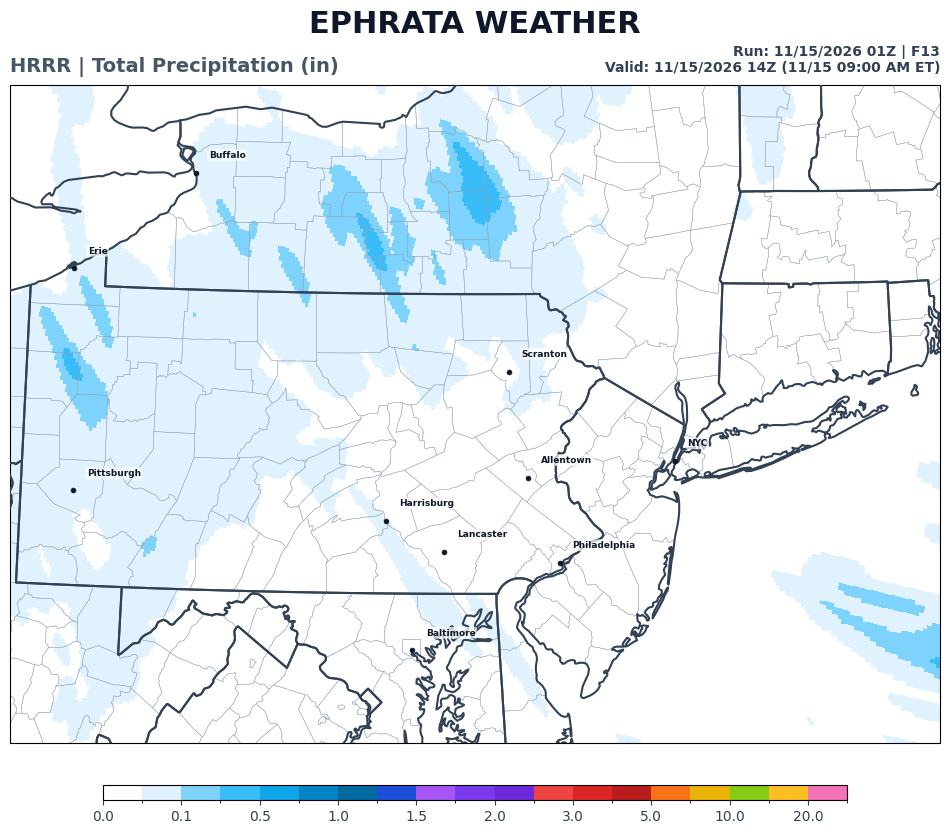 EPHRATA WEATHER
HRRR | Total Precipitation (in)
Run: 11/15/2026 01Z | F13
Valid: 11/15/2026 14Z (11/15 09:00 AM ET)
Buffalo
Erie
Scranton
NYC
Allentown
Pittsburgh
Harrisburg
Lancaster
Philadelphia
Baltimore
0.0 0.1 0.5 1.0 1.5 2.0 3.0 5.0 10.0 20.0